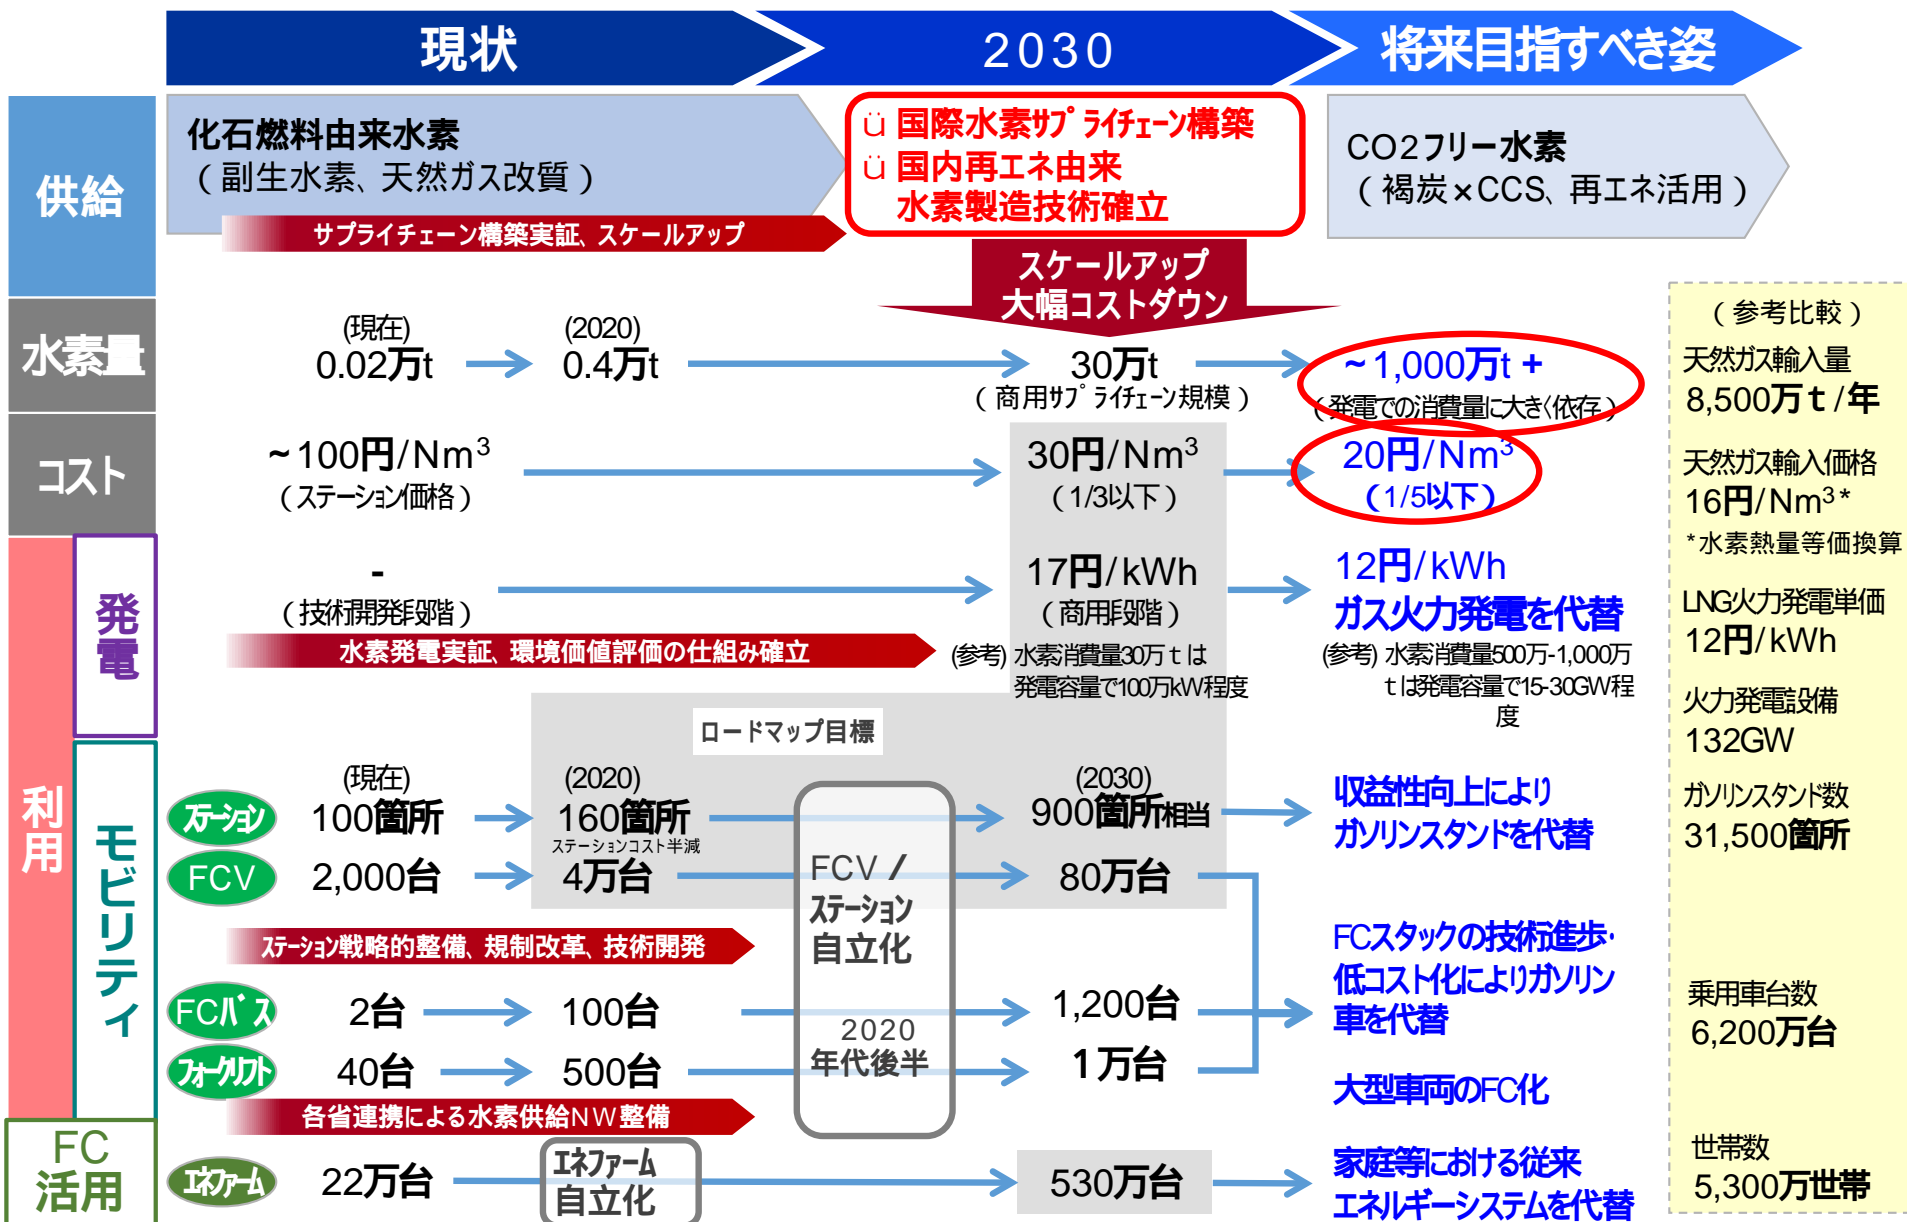 現状
2030
将来目指すべき姿
供給
化石燃料由来水素
（副生水素、天然ガス改質）
サプライチェーン構築実証、スケールアップ
ü 国際水素サプライチェーン構築
ü 国内再エネ由来
水素製造技術確立
CO2フリー水素
（褐炭×CCS、再エネ活用）
スケールアップ
大幅コストダウン
水素量
(現在)
0.02万t
(2020)
0.4万t
30万t
（商用サプライチェーン規模）
~1,000万t +
（発電での消費量に大きく依存）
コスト
~100円/Nm³
（ステーション価格）
30円/Nm³
（1/3以下）
20円/Nm³
（1/5以下）
利用
発電
-
（技術開発段階）
水素発電実証、環境価値評価の仕組み確立
17円/kWh
（商用段階）
(参考) 水素消費量30万tは
発電容量で100万kW程度
12円/kWh
ガス火力発電を代替
(参考) 水素消費量500万-1,000万
tは発電容量で15-30GW程
度
ロードマップ目標
モビリティ
ステーション
(現在)
100箇所
(2020)
160箇所
ステーションコスト半減
(2030)
900箇所相当
収益性向上により
ガソリンスタンドを代替
FCV
2,000台
4万台
80万台
FCV／
ステーション
自立化
2020
年代後半
ステーション戦略的整備、規制改革、技術開発
FCバス
2台
100台
1,200台
FCスタックの技術進歩・
低コスト化によりガソリン
車を代替
フォークリフト
40台
500台
1万台
大型車両のFC化
各省連携による水素供給NW整備
FC
活用
エネファーム
22万台
エネファーム
自立化
530万台
家庭等における従来
エネルギーシステムを代替
（参考比較）
天然ガス輸入量
8,500万t/年
天然ガス輸入価格
16円/Nm³*
*水素熱量等価換算
LNG火力発電単価
12円/kWh
火力発電設備
132GW
ガソリンスタンド数
31,500箇所
乗用車台数
6,200万台
世帯数
5,300万世帯